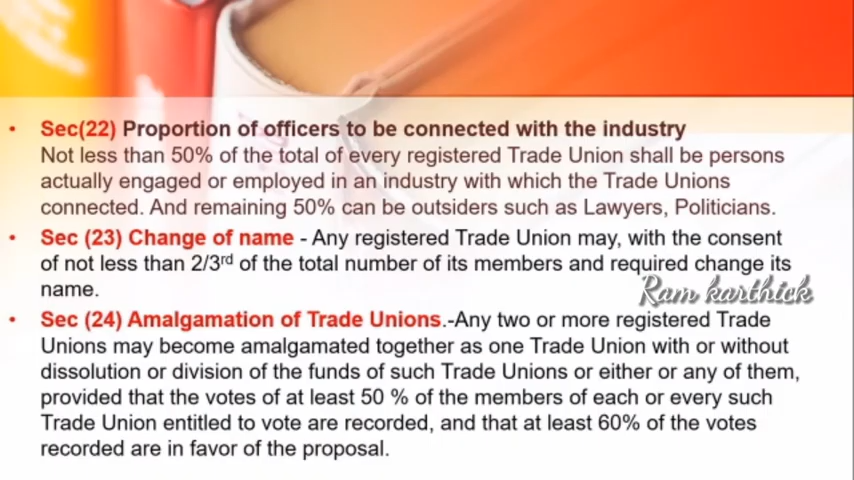 • Sec(22) Proportion of officers to be connected with the industry
Not less than 50% of the total of every registered Trade Union shall be persons
actually engaged or employed in an industry with which the Trade Unions
connected. And remaining 50% can be outsiders such as Lawyers, Politicians.
• Sec (23) Change of name - Any registered Trade Union may, with the consent
of not less than 2/3rd of the total number of its members and required change its
name.
Ram karthick
• Sec (24) Amalgamation of Trade Unions.-Any two or more registered Trade
Unions may become amalgamated together as one Trade Union with or without
dissolution or division of the funds of such Trade Unions or either or any of them,
provided that the votes of at least 50 % of the members of each or every such
Trade Union entitled to vote are recorded, and that at least 60% of the votes
recorded are in favor of the proposal.